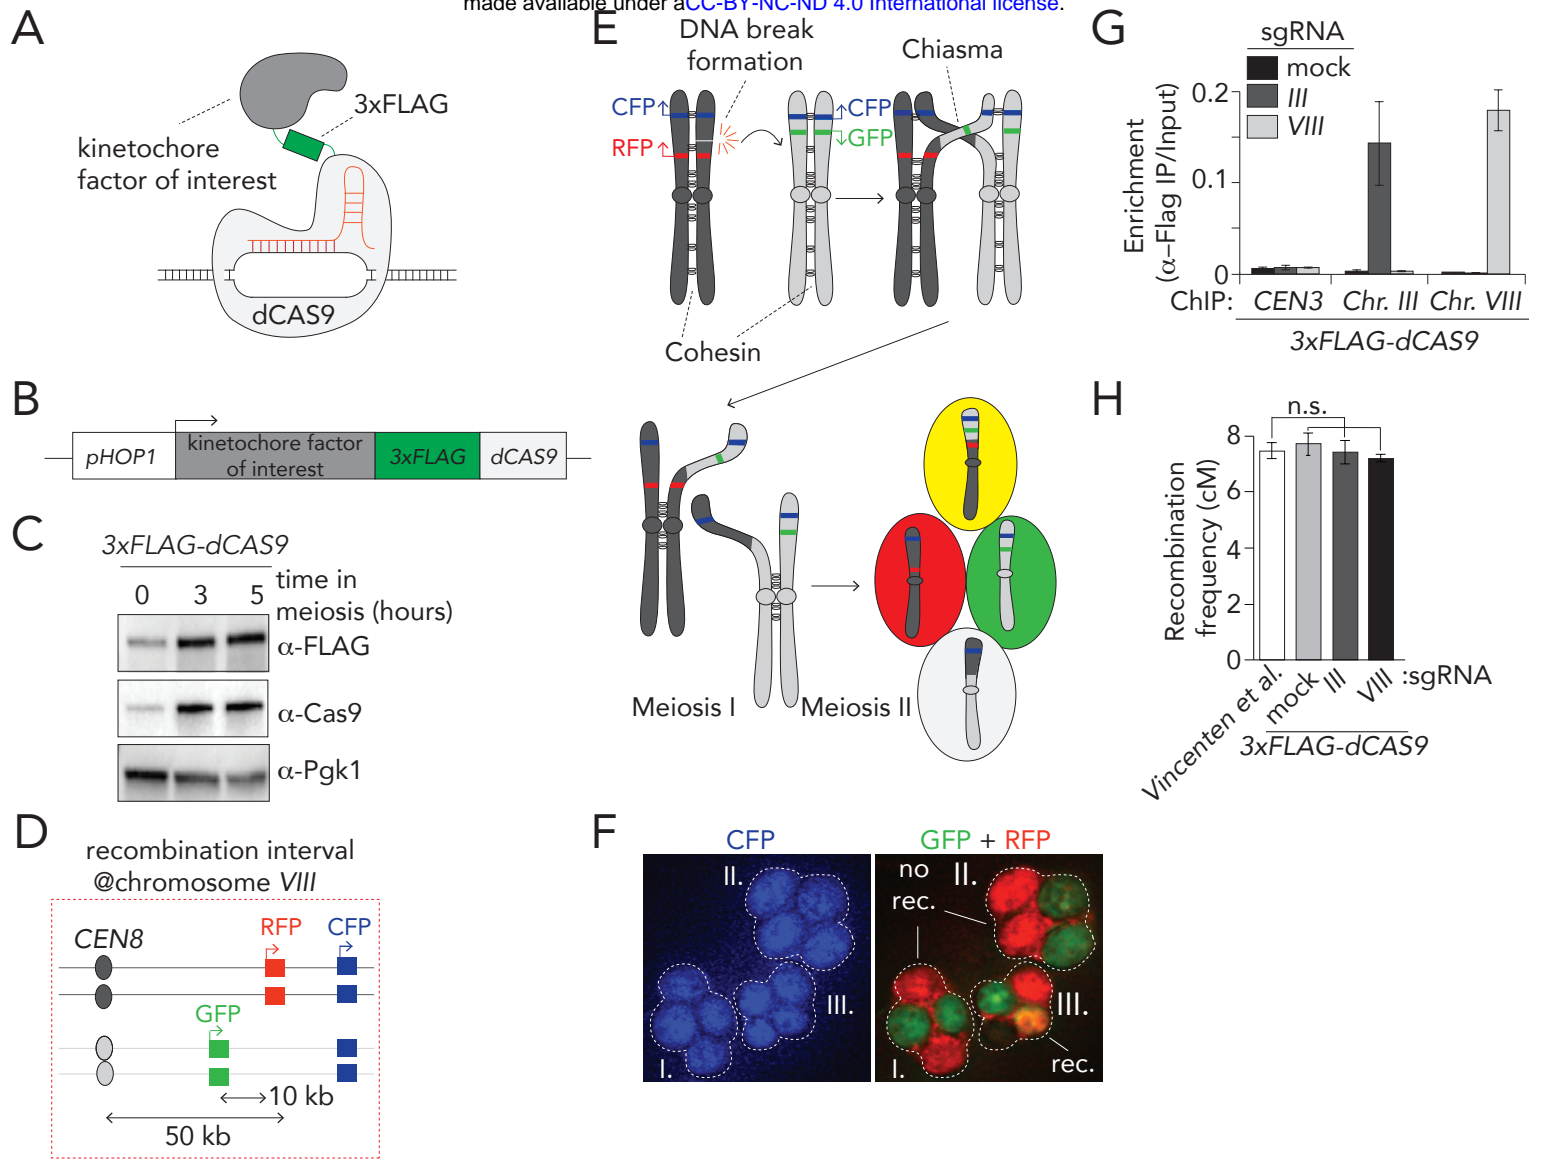 made available under aCC-BY-NC-ND 4.0 International license.
A
3xFLAG
kinetochore
factor of interest
dCAS9
B
pHOP1
kinetochore factor
of interest
3xFLAG
dCAS9
C
3xFLAG-dCAS9
0 3 5
time in
meiosis (hours)
α-FLAG
α-Cas9
α-Pgk1
D
recombination interval
@chromosome VIII
CEN8
RFP
CFP
GFP
10 kb
50 kb
E
DNA break
formation
Chiasma
CFP
RFP
CFP
GFP
Cohesin
Meiosis I
Meiosis II
F
CFP
GFP + RFP
II.
III.
I.
no
rec.
II.
III.
I.
rec.
G
sgRNA
mock
III
VIII
Enrichment
(α–Flag IP/Input)
0.2
0.1
0
ChIP: CEN3 Chr. III Chr. VIII
3xFLAG-dCAS9
H
n.s.
Recombination
frequency (cM)
8
6
4
2
0
Vincenten et al.
mock
III
VIII
:sgRNA
3xFLAG-dCAS9